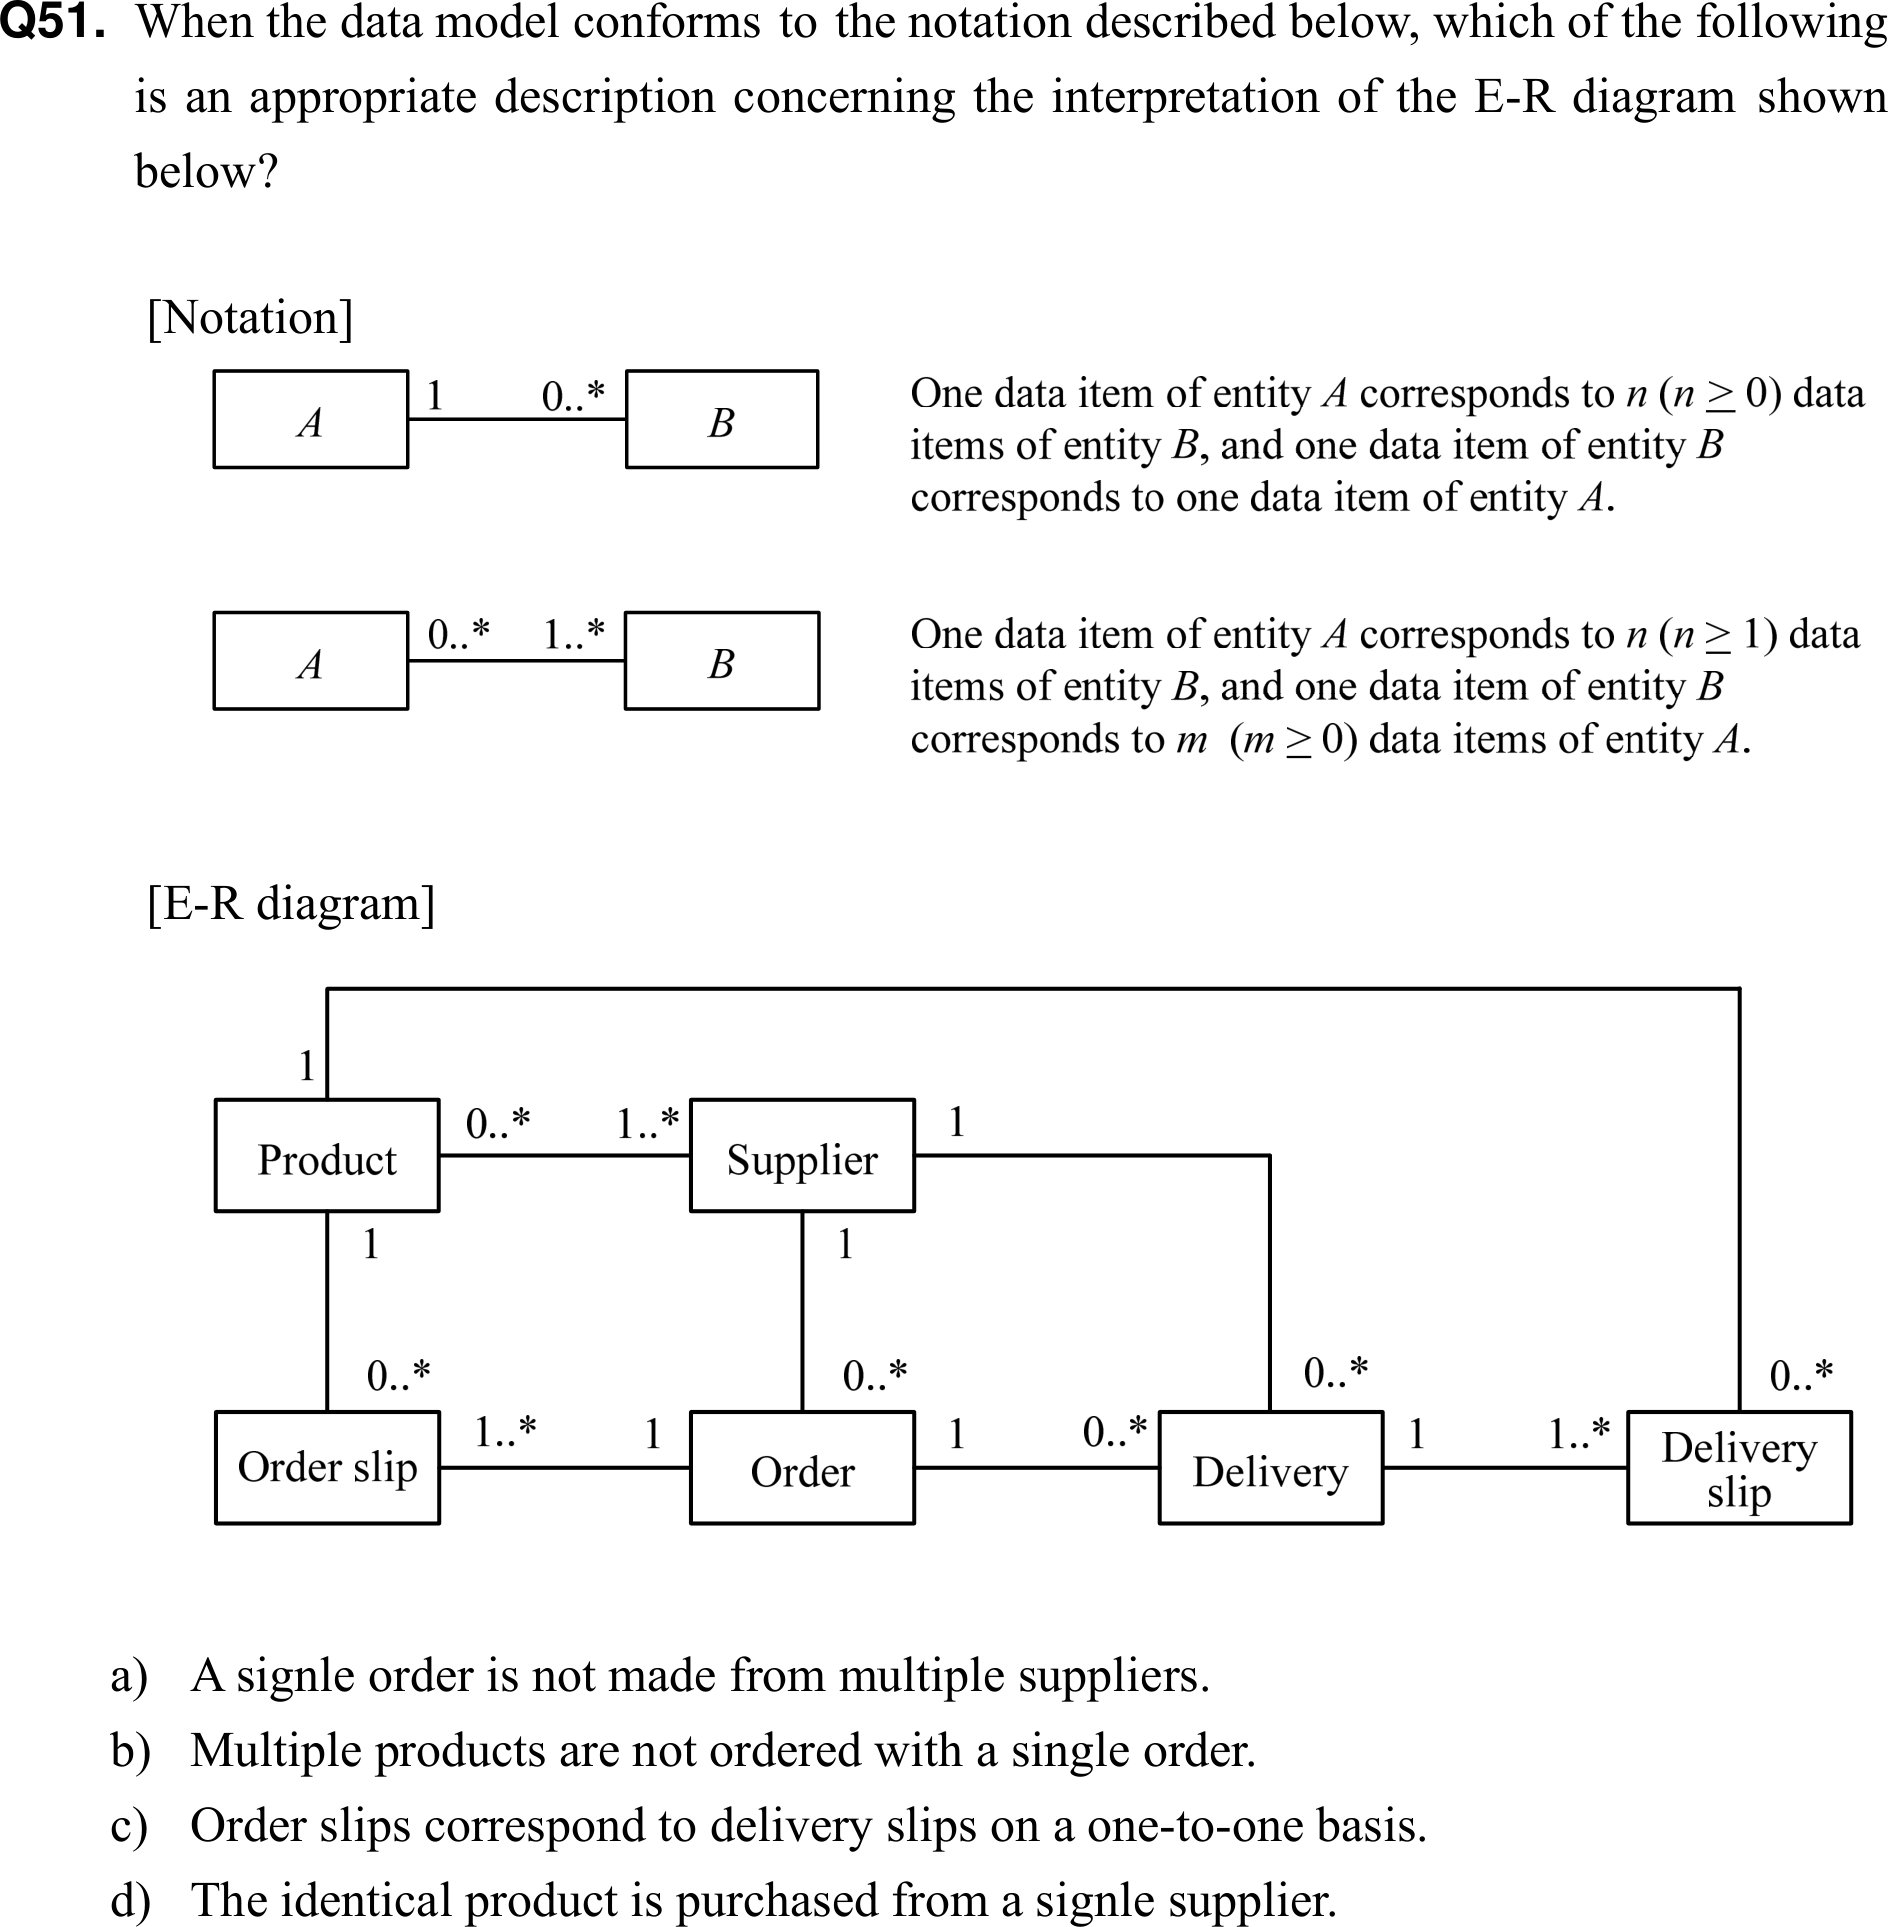 Q51. When the data model conforms to the notation described below, which of the following
is an appropriate description concerning the interpretation of the E-R diagram shown
below?
[Notation]
A 1 0..* B
One data item of entity A corresponds to n (n ≥ 0) data
items of entity B, and one data item of entity B
corresponds to one data item of entity A.
A 0..* 1..* B
One data item of entity A corresponds to n (n ≥ 1) data
items of entity B, and one data item of entity B
corresponds to m (m ≥ 0) data items of entity A.
[E-R diagram]
1
Product 0..* 1..* Supplier 1
1 1
0..* 0..* 0..* 0..*
Order slip 1..* 1 Order 1 0..* Delivery 1 1..* Delivery
slip
a) A signle order is not made from multiple suppliers.
b) Multiple products are not ordered with a single order.
c) Order slips correspond to delivery slips on a one-to-one basis.
d) The identical product is purchased from a signle supplier.